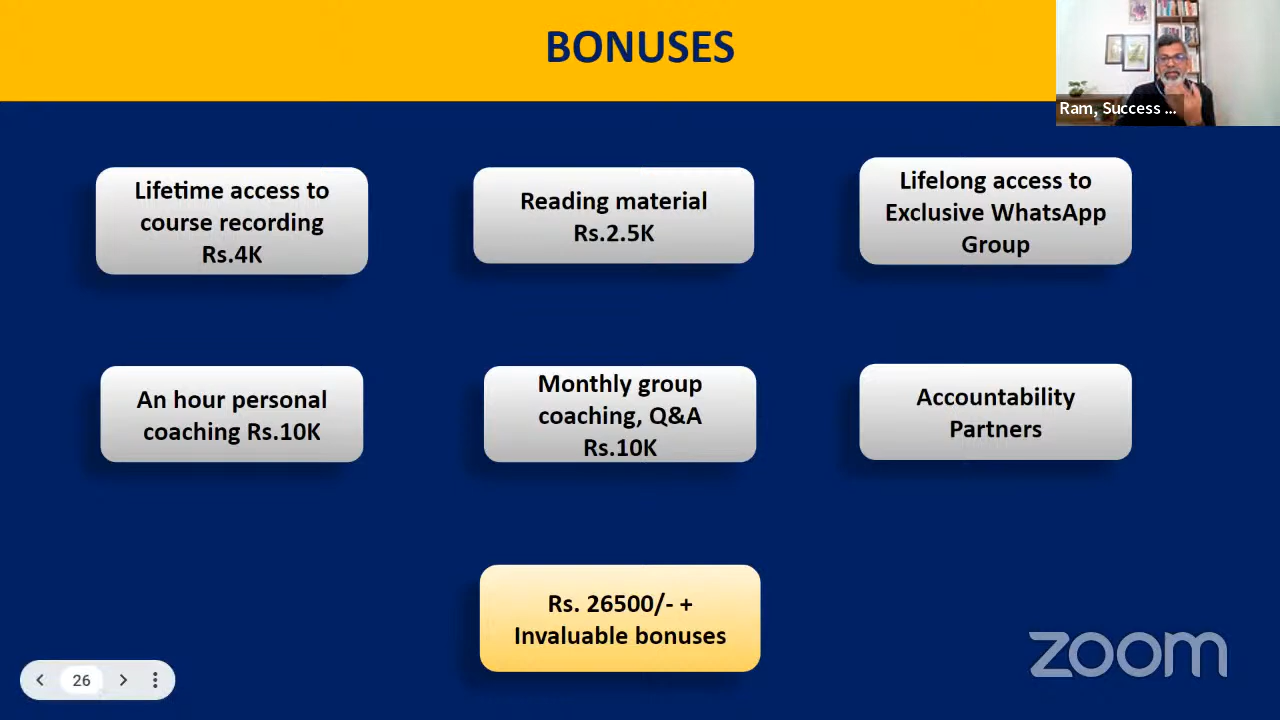 BONUSES
Ram, Success ...
Lifetime access to
course recording
Rs.4K
Reading material
Rs.2.5K
Lifelong access to
Exclusive WhatsApp
Group
An hour personal
coaching Rs.10K
Monthly group
coaching, Q&A
Rs.10K
Accountability
Partners
Rs. 26500/- +
Invaluable bonuses
26
zoom